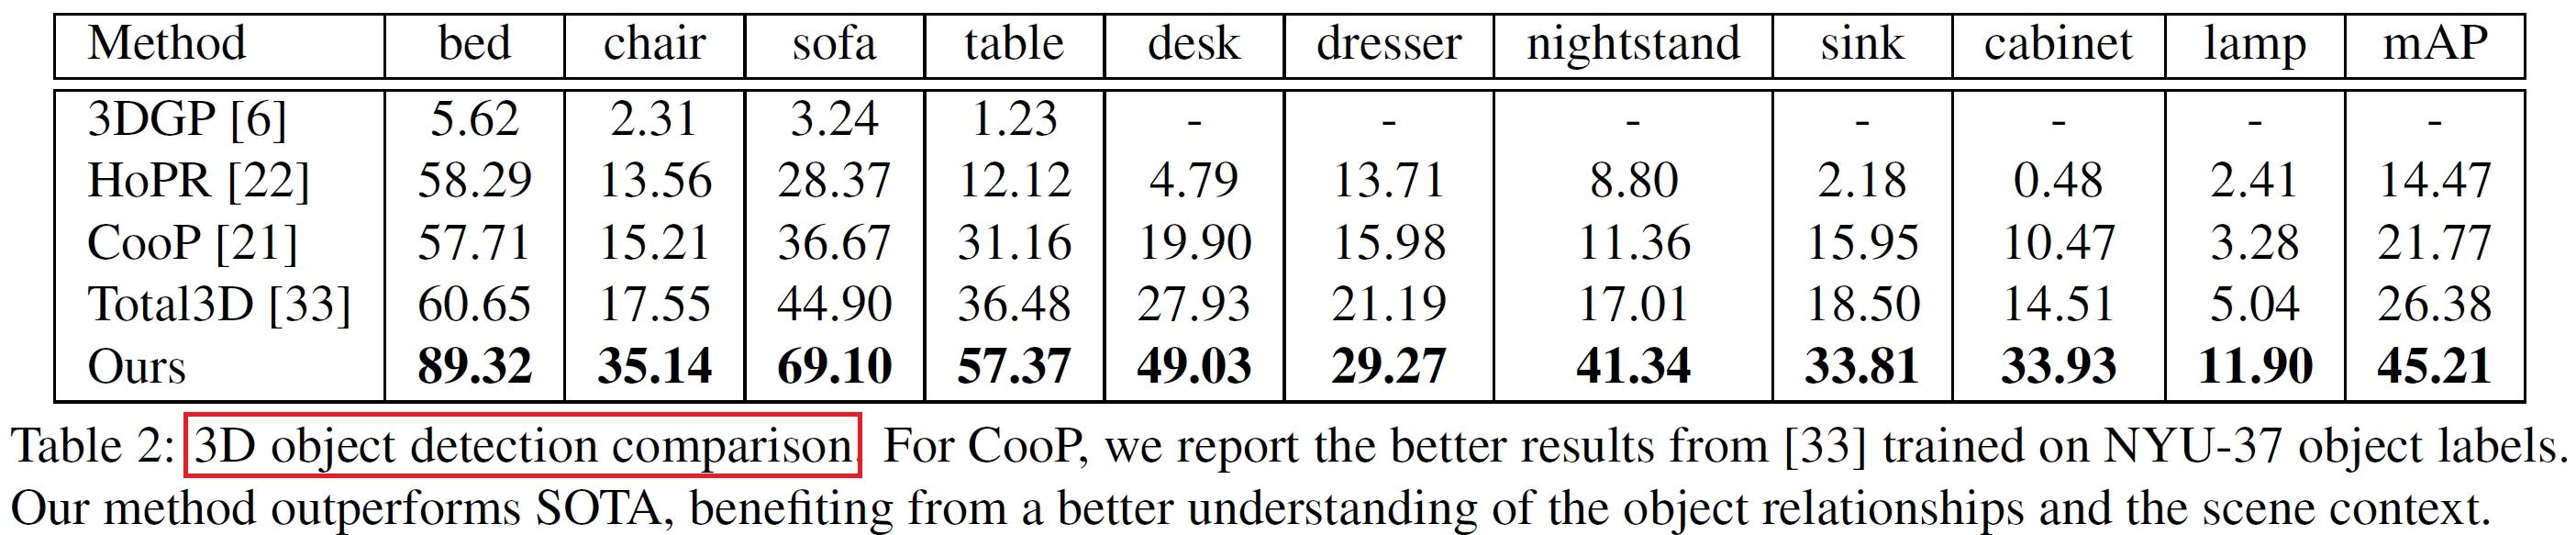 Method bed chair sofa table desk dresser nightstand sink cabinet lamp mAP
3DGP [6] 5.62 2.31 3.24 1.23 - - - - - - -
HoPR [22] 58.29 13.56 28.37 12.12 4.79 13.71 8.80 2.18 0.48 2.41 14.47
CooP [21] 57.71 15.21 36.67 31.16 19.90 15.98 11.36 15.95 10.47 3.28 21.77
Total3D [33] 60.65 17.55 44.90 36.48 27.93 21.19 17.01 18.50 14.51 5.04 26.38
Ours 89.32 35.14 69.10 57.37 49.03 29.27 41.34 33.81 33.93 11.90 45.21
Table 2: 3D object detection comparison. For CooP, we report the better results from [33] trained on NYU-37 object labels.
Our method outperforms SOTA, benefiting from a better understanding of the object relationships and the scene context.